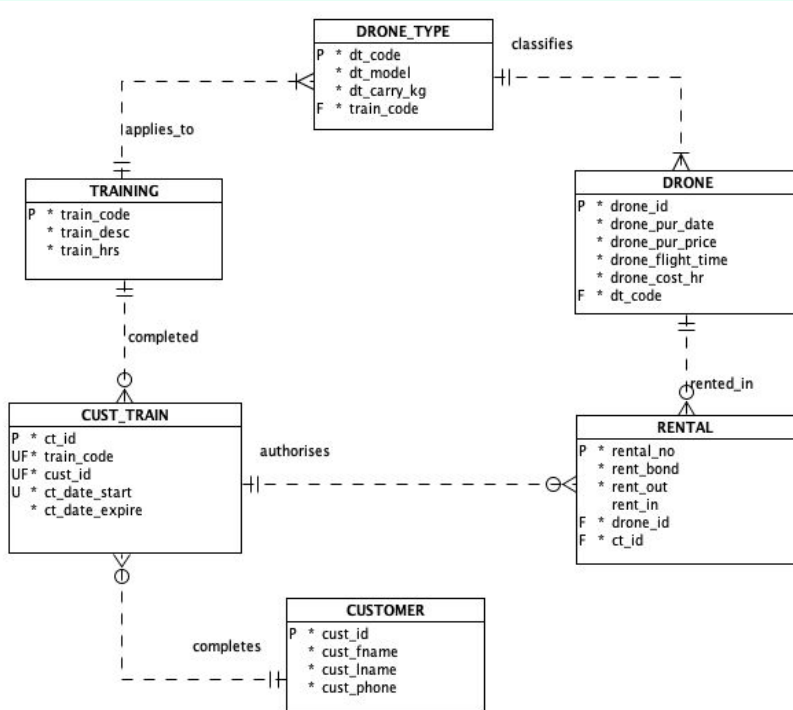 DRONE_TYPE
P * dt_code
* dt_model
* dt_carry_kg
F * train_code
classifies
applies_to
TRAINING
P * train_code
* train_desc
* train_hrs
DRONE
P * drone_id
* drone_pur_date
* drone_pur_price
* drone_flight_time
* drone_cost_hr
F * dt_code
completed
rented_in
CUST_TRAIN
P * ct_id
UF* train_code
UF* cust_id
U * ct_date_start
* ct_date_expire
authorises
RENTAL
P * rental_no
* rent_bond
* rent_out
rent_in
F * drone_id
F * ct_id
completes
CUSTOMER
P * cust_id
* cust_fname
* cust_lname
* cust_phone